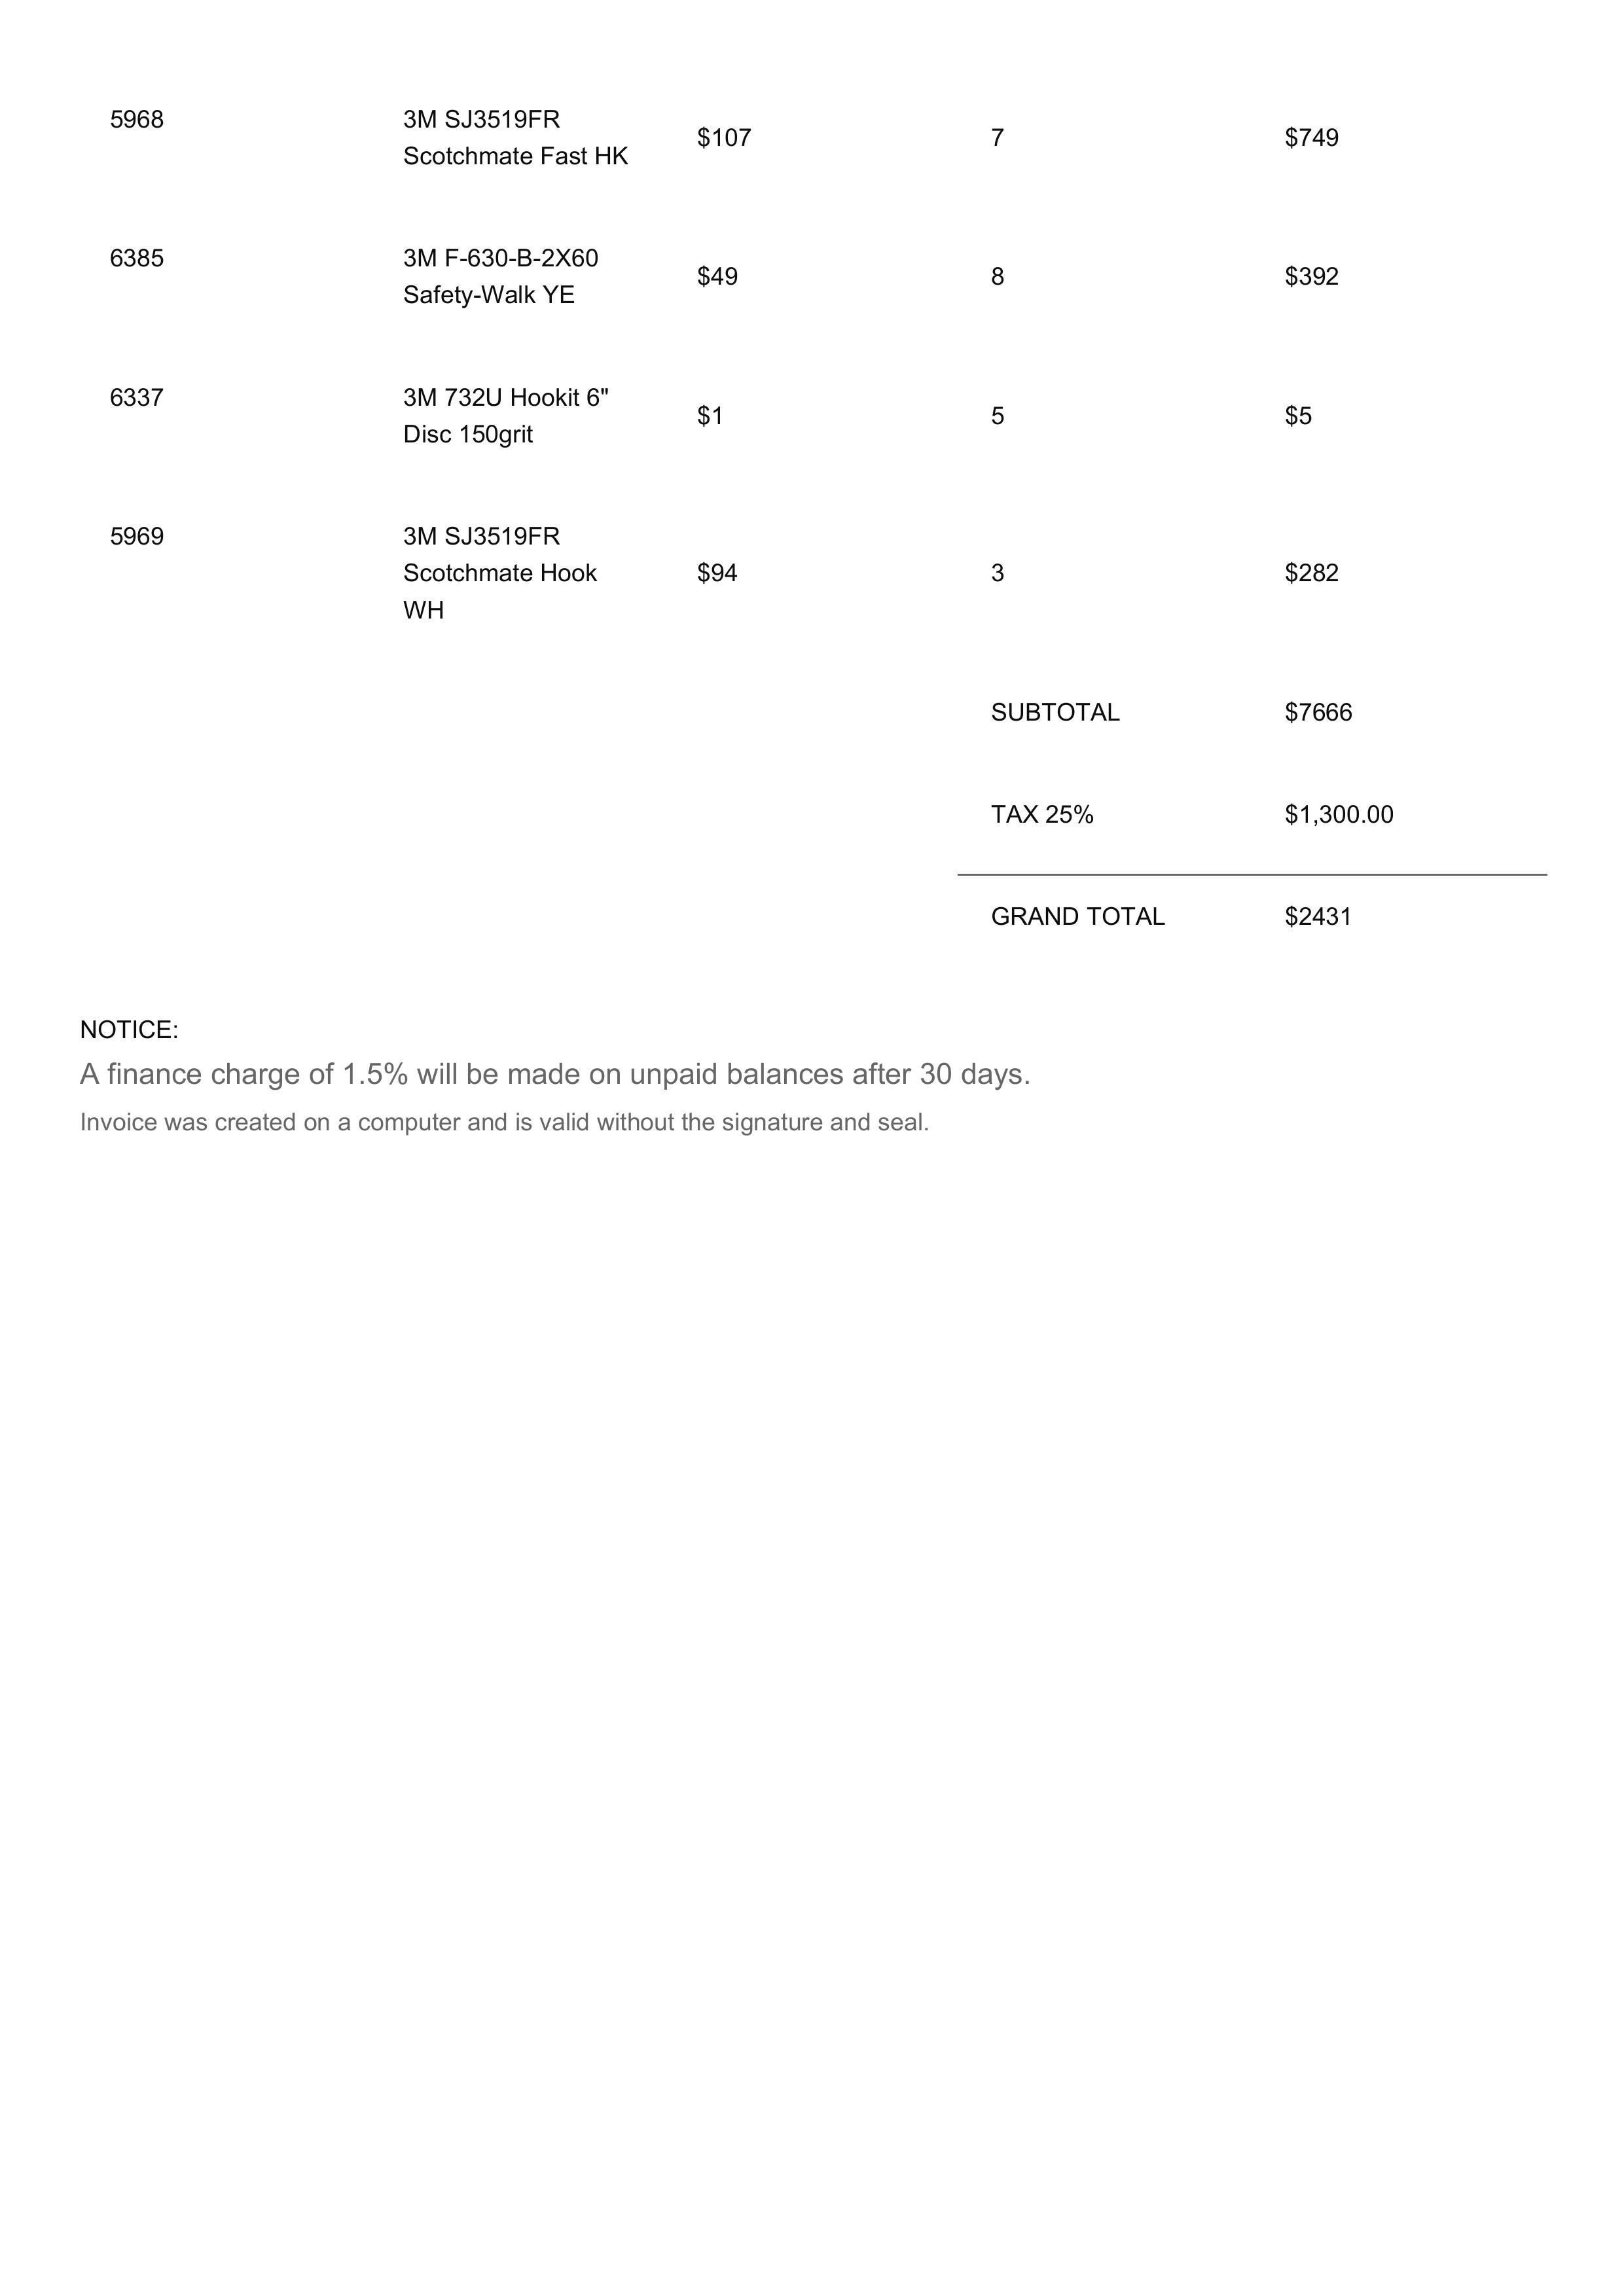 5968 3M SJ3519FR
Scotchmate Fast HK $107 7 $749
6385 3M F-630-B-2X60
Safety-Walk YE $49 8 $392
6337 3M 732U Hookit 6"
Disc 150grit $1 5 $5
5969 3M SJ3519FR
Scotchmate Hook $94 3 $282
WH
SUBTOTAL $7666
TAX 25% $1,300.00
GRAND TOTAL $2431
NOTICE:
A finance charge of 1.5% will be made on unpaid balances after 30 days.
Invoice was created on a computer and is valid without the signature and seal.